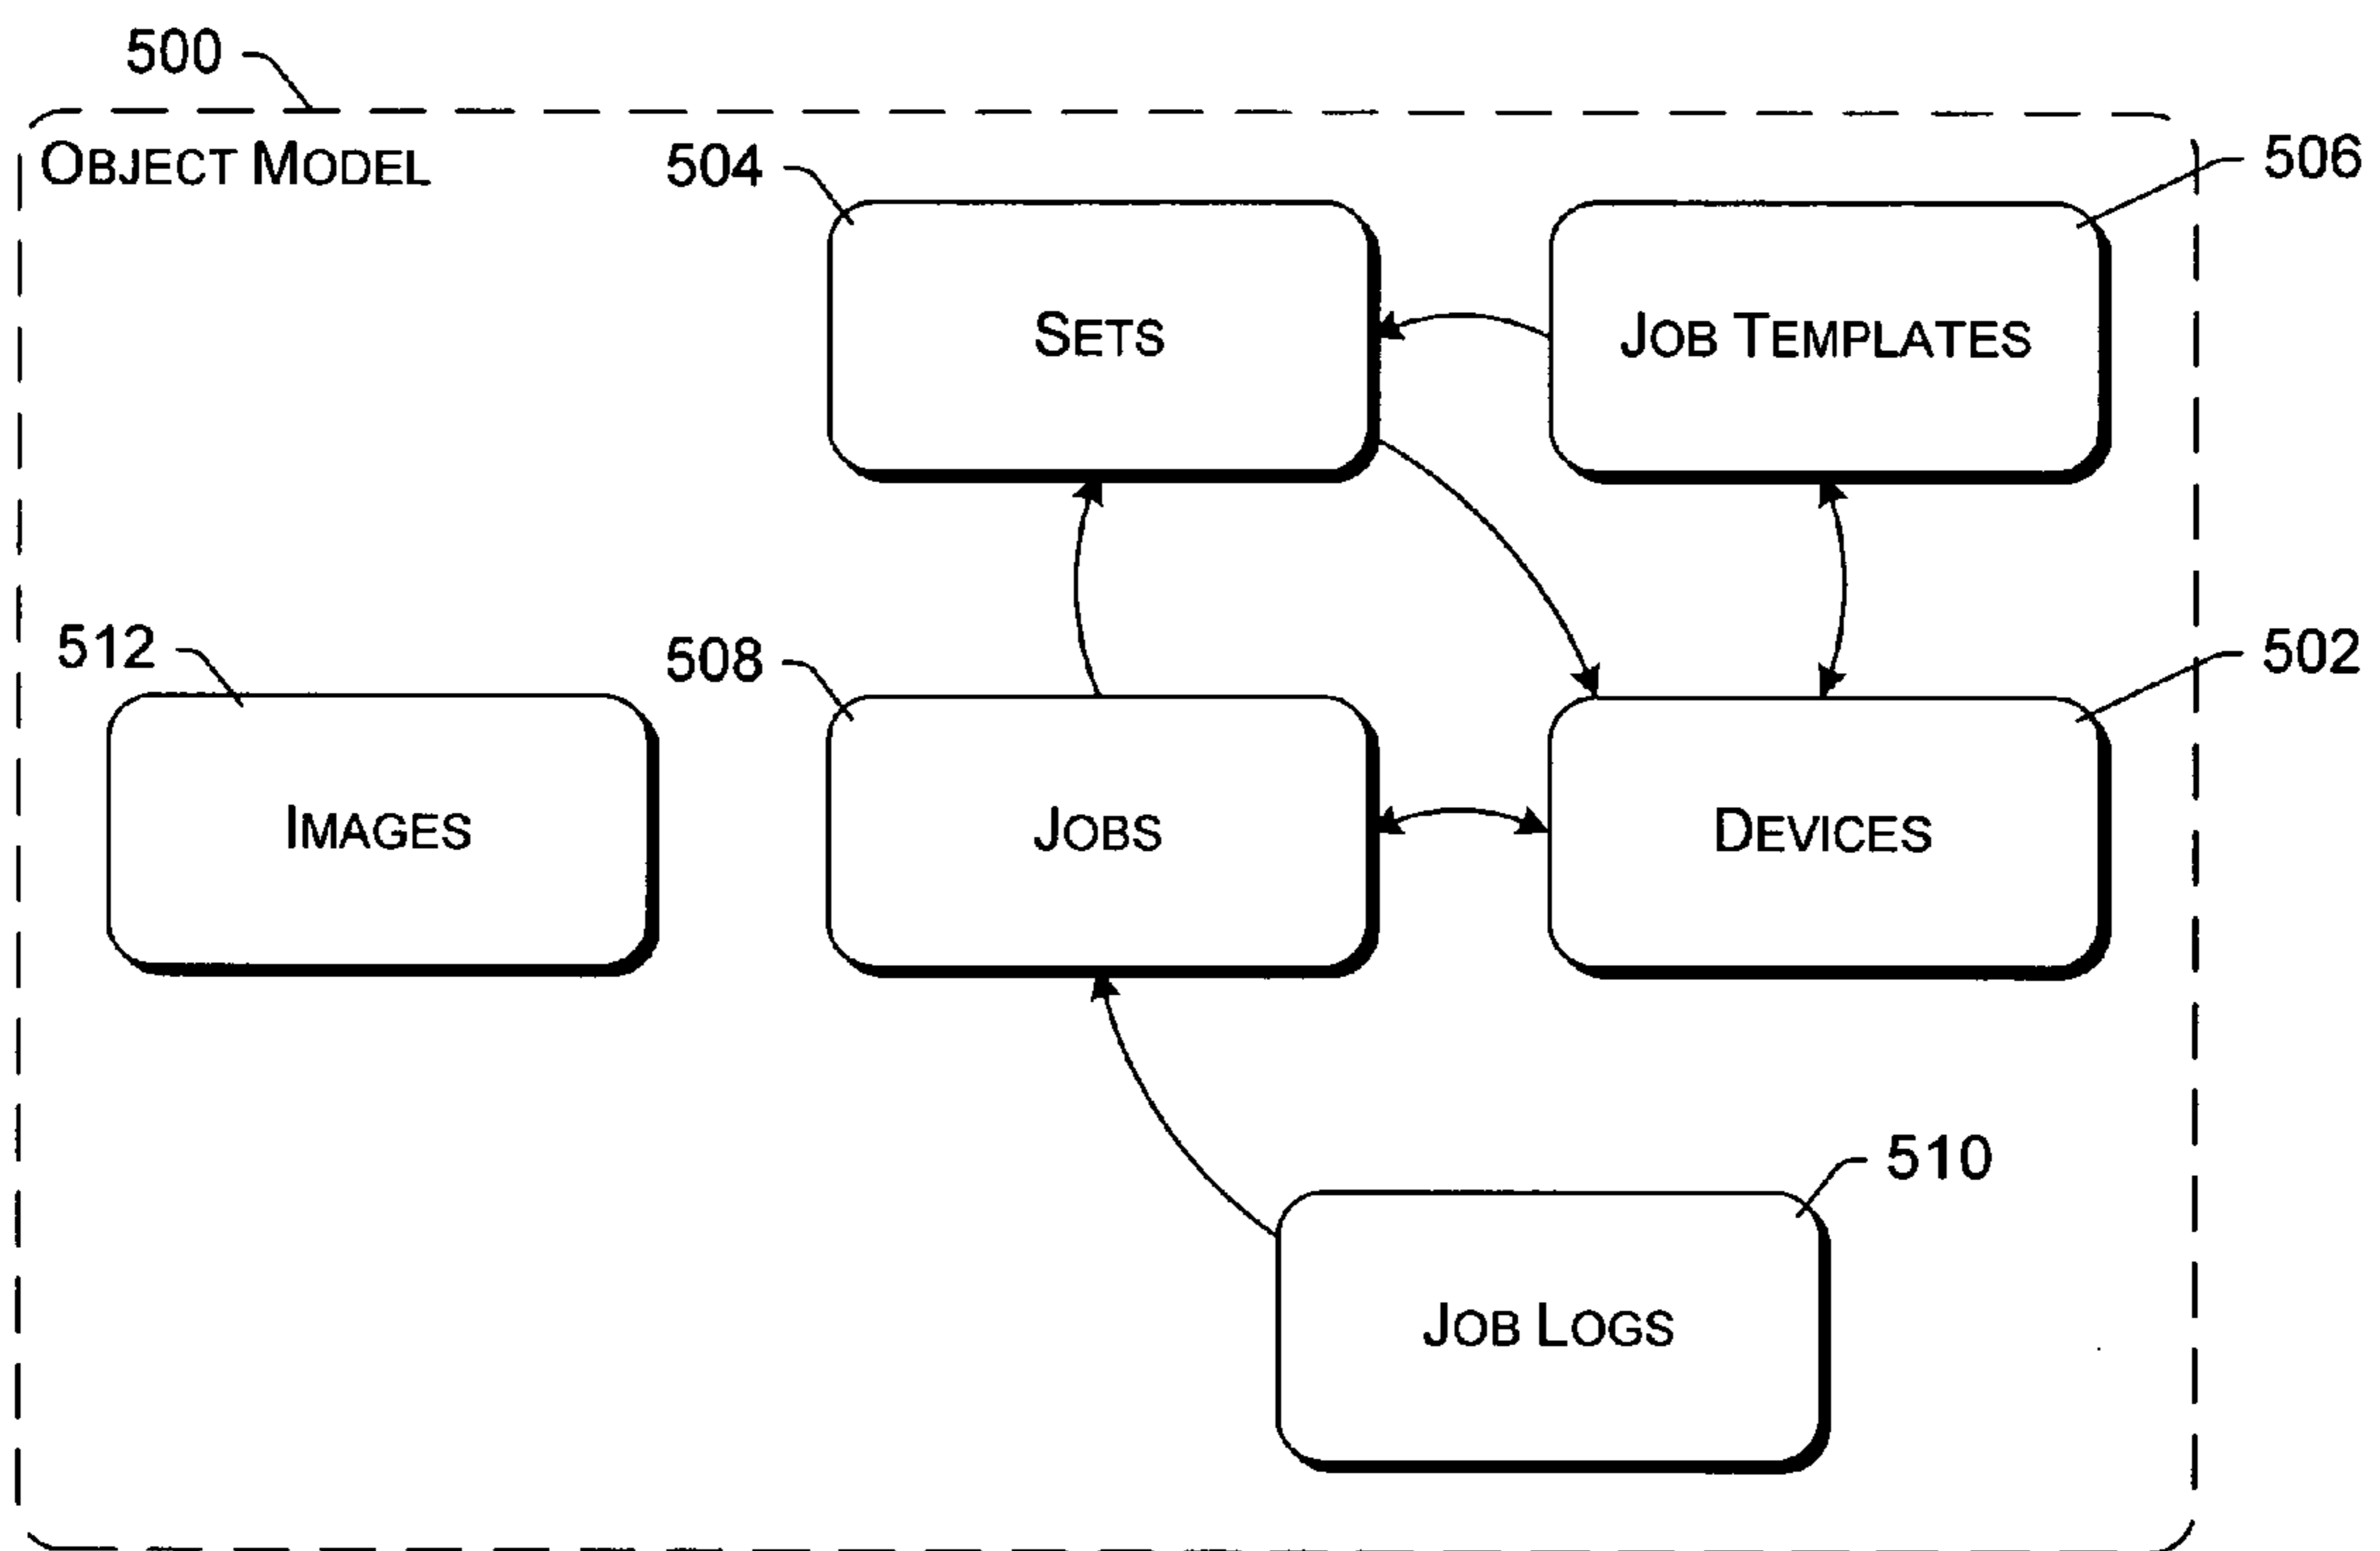 500
OBJECT MODEL
504
506
SETS
JOB TEMPLATES
512
508
502
IMAGES
JOBS
DEVICES
510
JOB LOGS